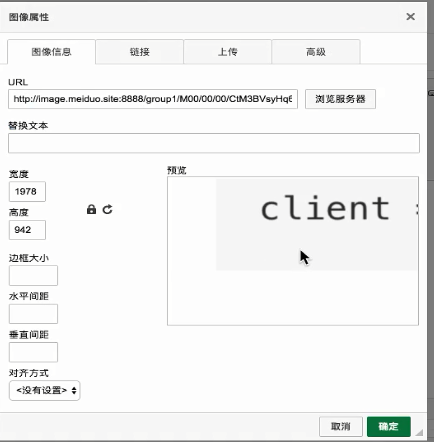 图像属性
图像信息 链接 上传 高级
URL
http://image.meiduo.site:8888/group1/M00/00/00/CtM3BVsyHq6
浏览服务器
替换文本
宽度
1978
高度
942
边框大小
水平间距
垂直间距
对齐方式
<没有设置>
预览
client
取消 确定